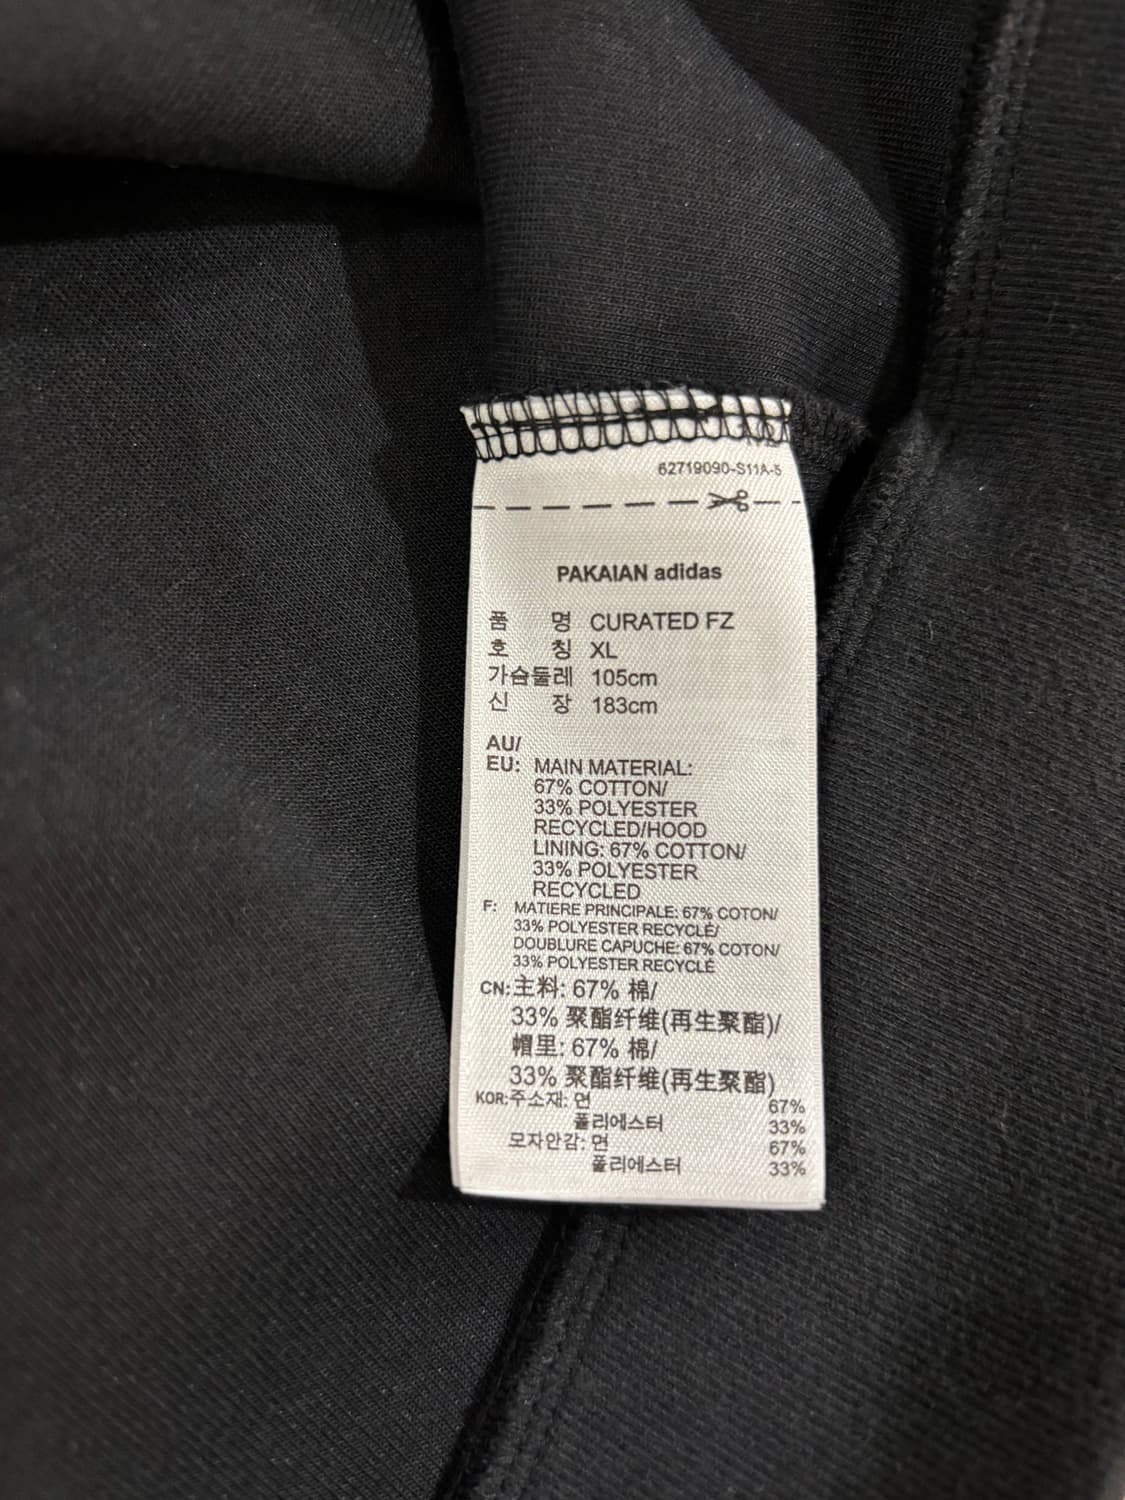 62719090-S11A-5
PAKAIAN adidas
품 명 CURATED FZ
호 칭 XL
가슴둘레 105cm
신 장 183cm
AU/
EU: MAIN MATERIAL:
67% COTTON/
33% POLYESTER
RECYCLED/HOOD
LINING: 67% COTTON/
33% POLYESTER
RECYCLED
F: MATIERE PRINCIPALE: 67% COTON/
33% POLYESTER RECYCLÉ/
DOUBLURE CAPUCHE: 67% COTON/
33% POLYESTER RECYCLÉ
CN: 主料: 67% 棉/
33% 聚酯纤维(再生聚酯)/
帽里: 67% 棉/
33% 聚酯纤维(再生聚酯)
KOR: 주소재: 면 67%
폴리에스터 33%
모자안감: 면 67%
폴리에스터 33%